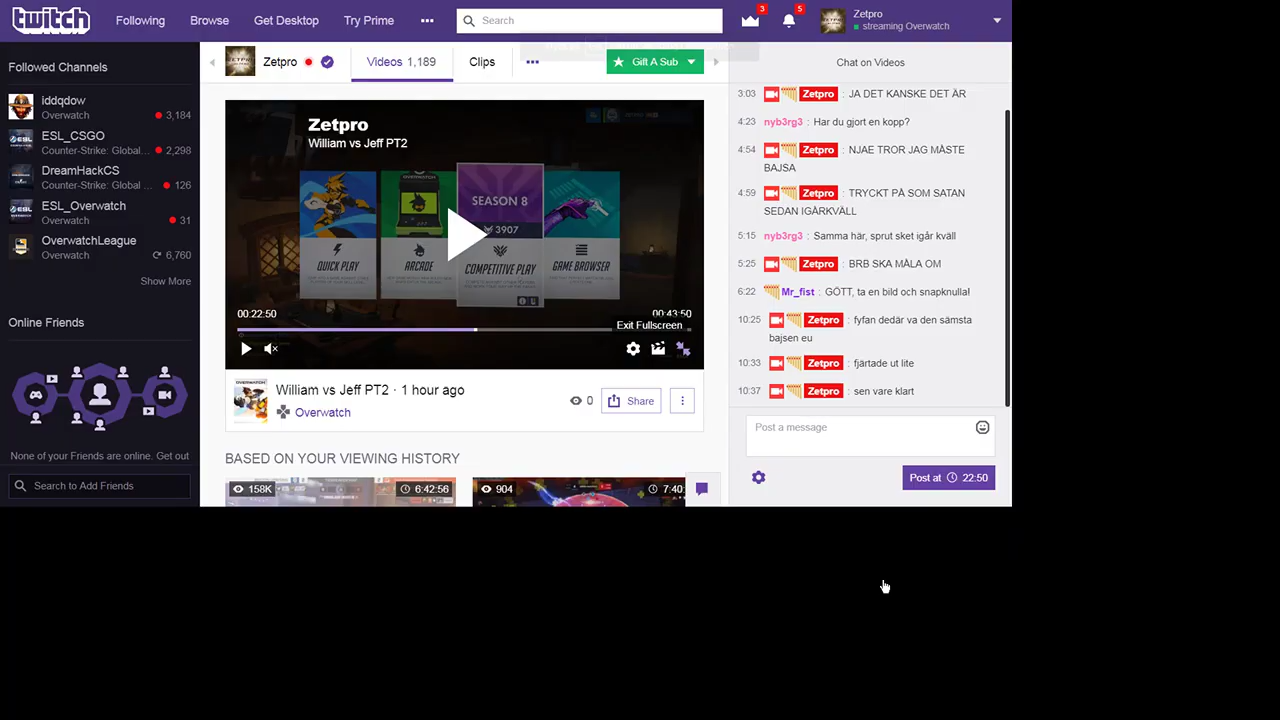 twitch
Following
Browse
Get Desktop
Try Prime
Search
3
5
Zetpro
streaming Overwatch
Followed Channels
iddqdow
Overwatch
3,184
ESL_CSGO
Counter-Strike: Global...
2,298
DreamHackCS
Counter-Strike: Global...
126
ESL_Overwatch
Overwatch
31
OverwatchLeague
Overwatch
6,760
Show More
Online Friends
None of your Friends are online. Get out
Search to Add Friends
Zetpro
Videos 1,189
Clips
Gift A Sub
Zetpro
William vs Jeff PT2
SEASON 8
3907
QUICK PLAY
ARCADE
COMPETITIVE PLAY
GAME BROWSER
00:22:50
00:43:50
Exit Fullscreen
OVERWATCH
William vs Jeff PT2 · 1 hour ago
Overwatch
0
Share
BASED ON YOUR VIEWING HISTORY
158K
6:42:56
904
7:40:
Chat on Videos
3:03 Zetpro : JA DET KANSKE DET ÄR
4:23 nyb3rg3 : Har du gjort en kopp?
4:54 Zetpro : NJAE TROR JAG MÅSTE
BAJSA
4:59 Zetpro : TRYCKT PÅ SOM SATAN
SEDAN IGÅRKVÄLL
5:15 nyb3rg3 : Samma här, sprut sket igår kväll
5:25 Zetpro : BRB SKA MÅLA OM
6:22 Mr_fist : GÖTT, ta en bild och snapknulla!
10:25 Zetpro : fyfan dedär va den sämsta
bajsen eu
10:33 Zetpro : fjärtade ut lite
10:37 Zetpro : sen vare klart
Post a message
Post at 22:50